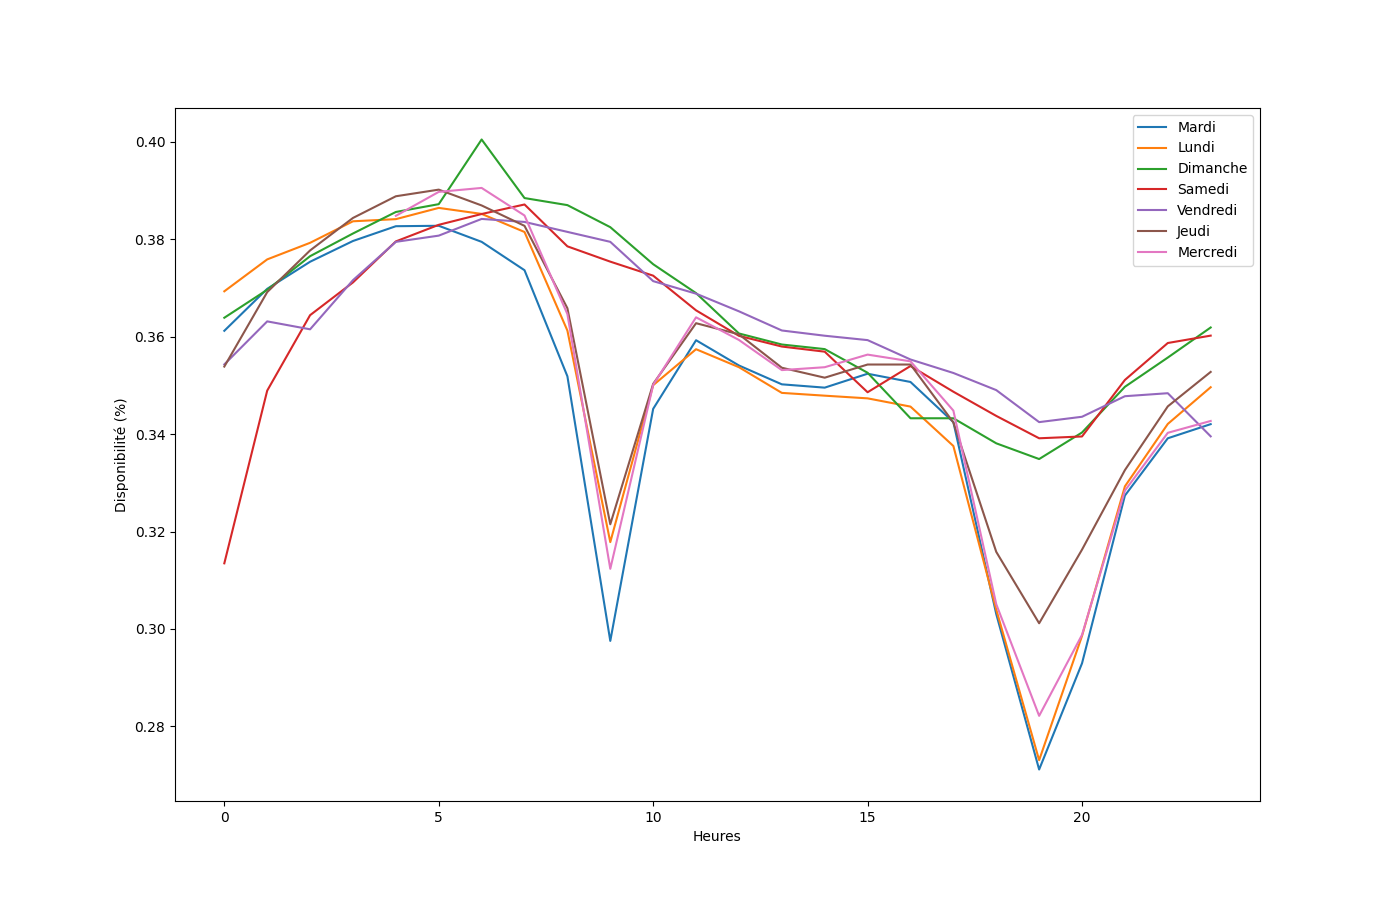 0.40
0.38
0.36
0.34
0.32
0.30
0.28
Disponibilité (%)
0 5 10 15 20
Heures
Mardi
Lundi
Dimanche
Samedi
Vendredi
Jeudi
Mercredi